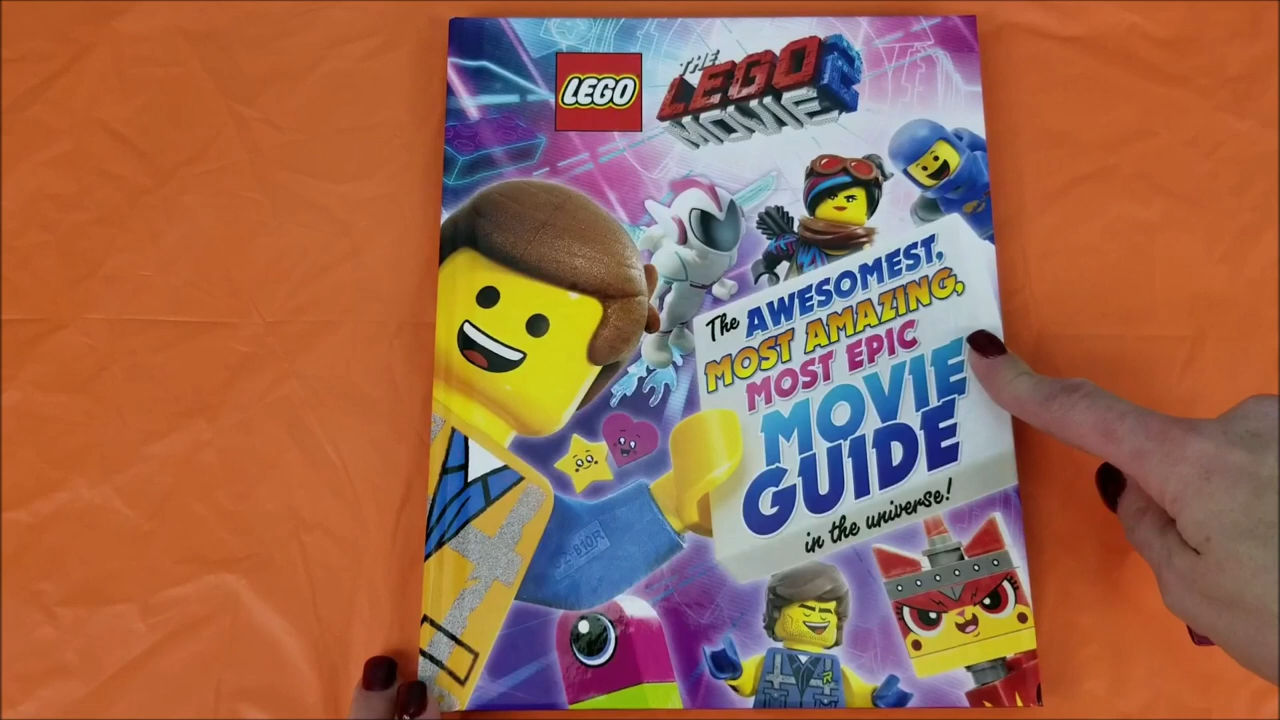 LEGO
THE
LEGO
MOVIE 2
The AWESOMEST,
MOST AMAZING,
MOST EPIC
MOVIE
GUIDE
in the universe!